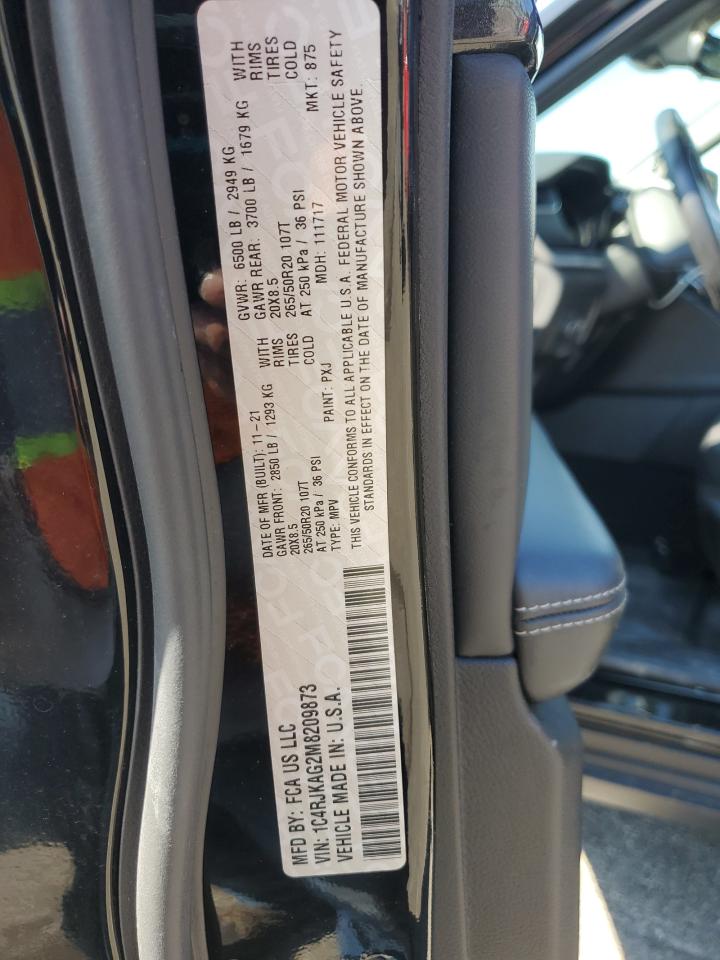 MFD BY: FCA US LLC
DATE OF MFR (BUILT): 11-21
GVWR: 6500 LB / 2949 KG
GAWR FRONT: 2850 LB / 1293 KG WITH
GAWR REAR: 3700 LB / 1679 KG WITH
20X8.5 RIMS
20X8.5 RIMS
265/50R20 107T TIRES
265/50R20 107T TIRES
AT 250 kPa / 36 PSI COLD
AT 250 kPa / 36 PSI COLD
VIN: 1C4RJKAG2M8209873
TYPE: MPV
PAINT: PXJ
MDH: 111717
MKT: 875
VEHICLE MADE IN: U.S.A.
THIS VEHICLE CONFORMS TO ALL APPLICABLE U.S.A. FEDERAL MOTOR VEHICLE SAFETY
STANDARDS IN EFFECT ON THE DATE OF MANUFACTURE SHOWN ABOVE.